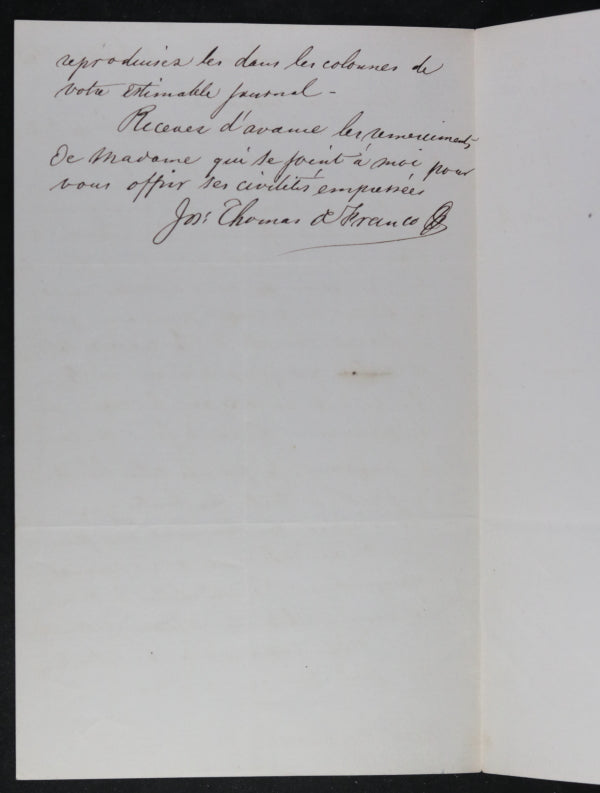 reproduisez les dans les colonnes de
votre estimable journal -
Recevez d'avance les remerciments
de Madame qui se joint à moi pour
vous offrir ses civilités empressées
Jos: Thomas de Franco